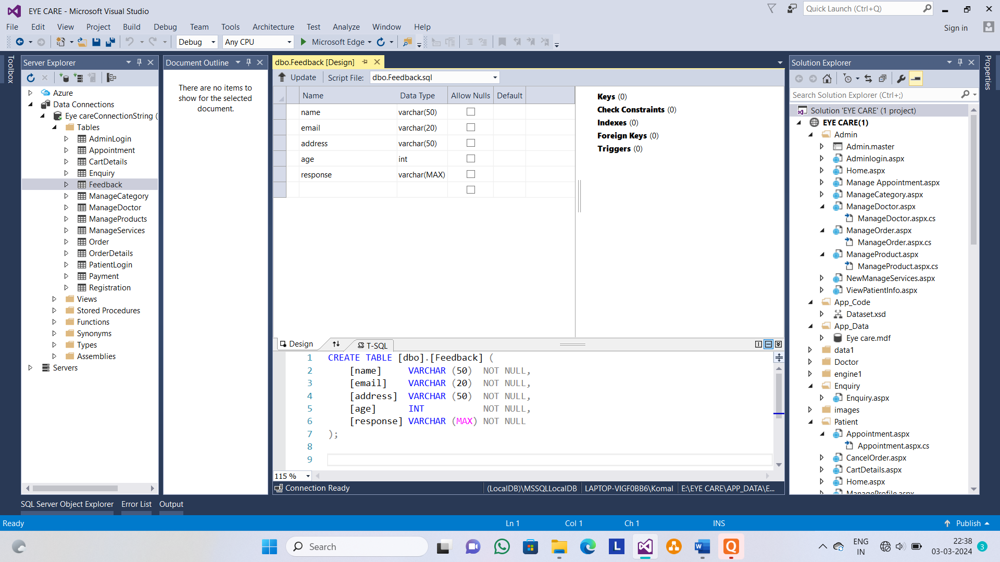 EYE CARE - Microsoft Visual Studio
Quick Launch (Ctrl+Q)
File Edit View Project Build Debug Team Tools Architecture Test Analyze Window Help
Sign in
Debug Any CPU Microsoft Edge
Toolbox
Server Explorer
Azure
Data Connections
Eye careConnectionString (
Tables
AdminLogin
Appointment
CartDetails
Enquiry
Feedback
ManageCategory
ManageDoctor
ManageProducts
ManageServices
Order
OrderDetails
PatientLogin
Payment
Registration
Views
Stored Procedures
Functions
Synonyms
Types
Assemblies
Servers
Document Outline
There are no items to
show for the selected
document.
dbo.Feedback [Design]
Update Script File: dbo.Feedback.sql
Name Data Type Allow Nulls Default
name varchar(50)
email varchar(20)
address varchar(50)
age int
response varchar(MAX)
Keys (0)
Check Constraints (0)
Indexes (0)
Foreign Keys (0)
Triggers (0)
Design T-SQL
1 CREATE TABLE [dbo].[Feedback] (
2 [name] VARCHAR (50) NOT NULL,
3 [email] VARCHAR (20) NOT NULL,
4 [address] VARCHAR (50) NOT NULL,
5 [age] INT NOT NULL,
6 [response] VARCHAR (MAX) NOT NULL
7 );
8
9
115 %
Connection Ready (LocalDB)\MSSQLLocalDB LAPTOP-VIGF0BB6\Komal E:\EYE CARE\APP_DATA\E...
Solution Explorer
Search Solution Explorer (Ctrl+;)
Solution 'EYE CARE' (1 project)
EYE CARE(1)
Admin
Admin.master
Adminlogin.aspx
Home.aspx
Manage Appointment.aspx
ManageCategory.aspx
ManageDoctor.aspx
ManageDoctor.aspx.cs
ManageOrder.aspx
ManageOrder.aspx.cs
ManageProduct.aspx
ManageProduct.aspx.cs
NewManageServices.aspx
ViewPatientInfo.aspx
App_Code
Dataset.xsd
App_Data
Eye care.mdf
data1
Doctor
engine1
Enquiry
Enquiry.aspx
images
Patient
Appointment.aspx
Appointment.aspx.cs
CancelOrder.aspx
CartDetails.aspx
Home.aspx
ManageProfile.aspx
Properties
SQL Server Object Explorer Error List Output
Ready Ln 1 Col 1 Ch 1 INS Publish
Search
L
W
Q
ENG
IN
22:38
03-03-2024
3